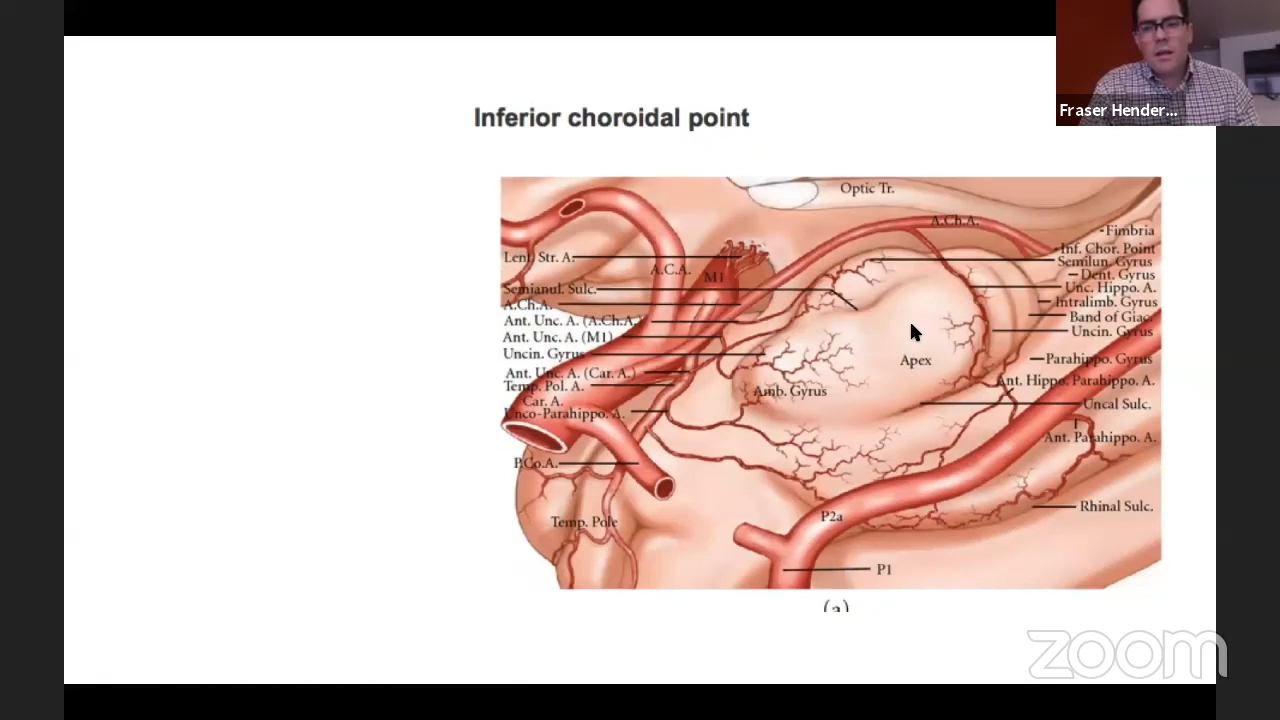 Fraser Hender...
Inferior choroidal point
Optic Tr.
A.Ch.A.
Fimbria
Inf. Chor. Point
Semilun. Gyrus
Dent. Gyrus
Unc. Hippo. A.
Intralimb. Gyrus
Band of Giac.
Uncin. Gyrus
Parahippo. Gyrus
Ant. Hippo. Parahippo. A.
Uncal Sulc.
Ant. Parahippo. A.
Rhinal Sulc.
Lent. Str. A.
A.C.A.
M1
Semianul. Sulc.
A.Ch.A.
Ant. Unc. A. (A.Ch.A.)
Ant. Unc. A. (M1)
Uncin. Gyrus
Ant. Unc. A. (Car. A.)
Temp. Pol. A.
Car. A.
Unco-Parahippo. A.
P.Co.A.
Temp. Pole
Apex
Amb. Gyrus
P2a
P1
(a)
zoom